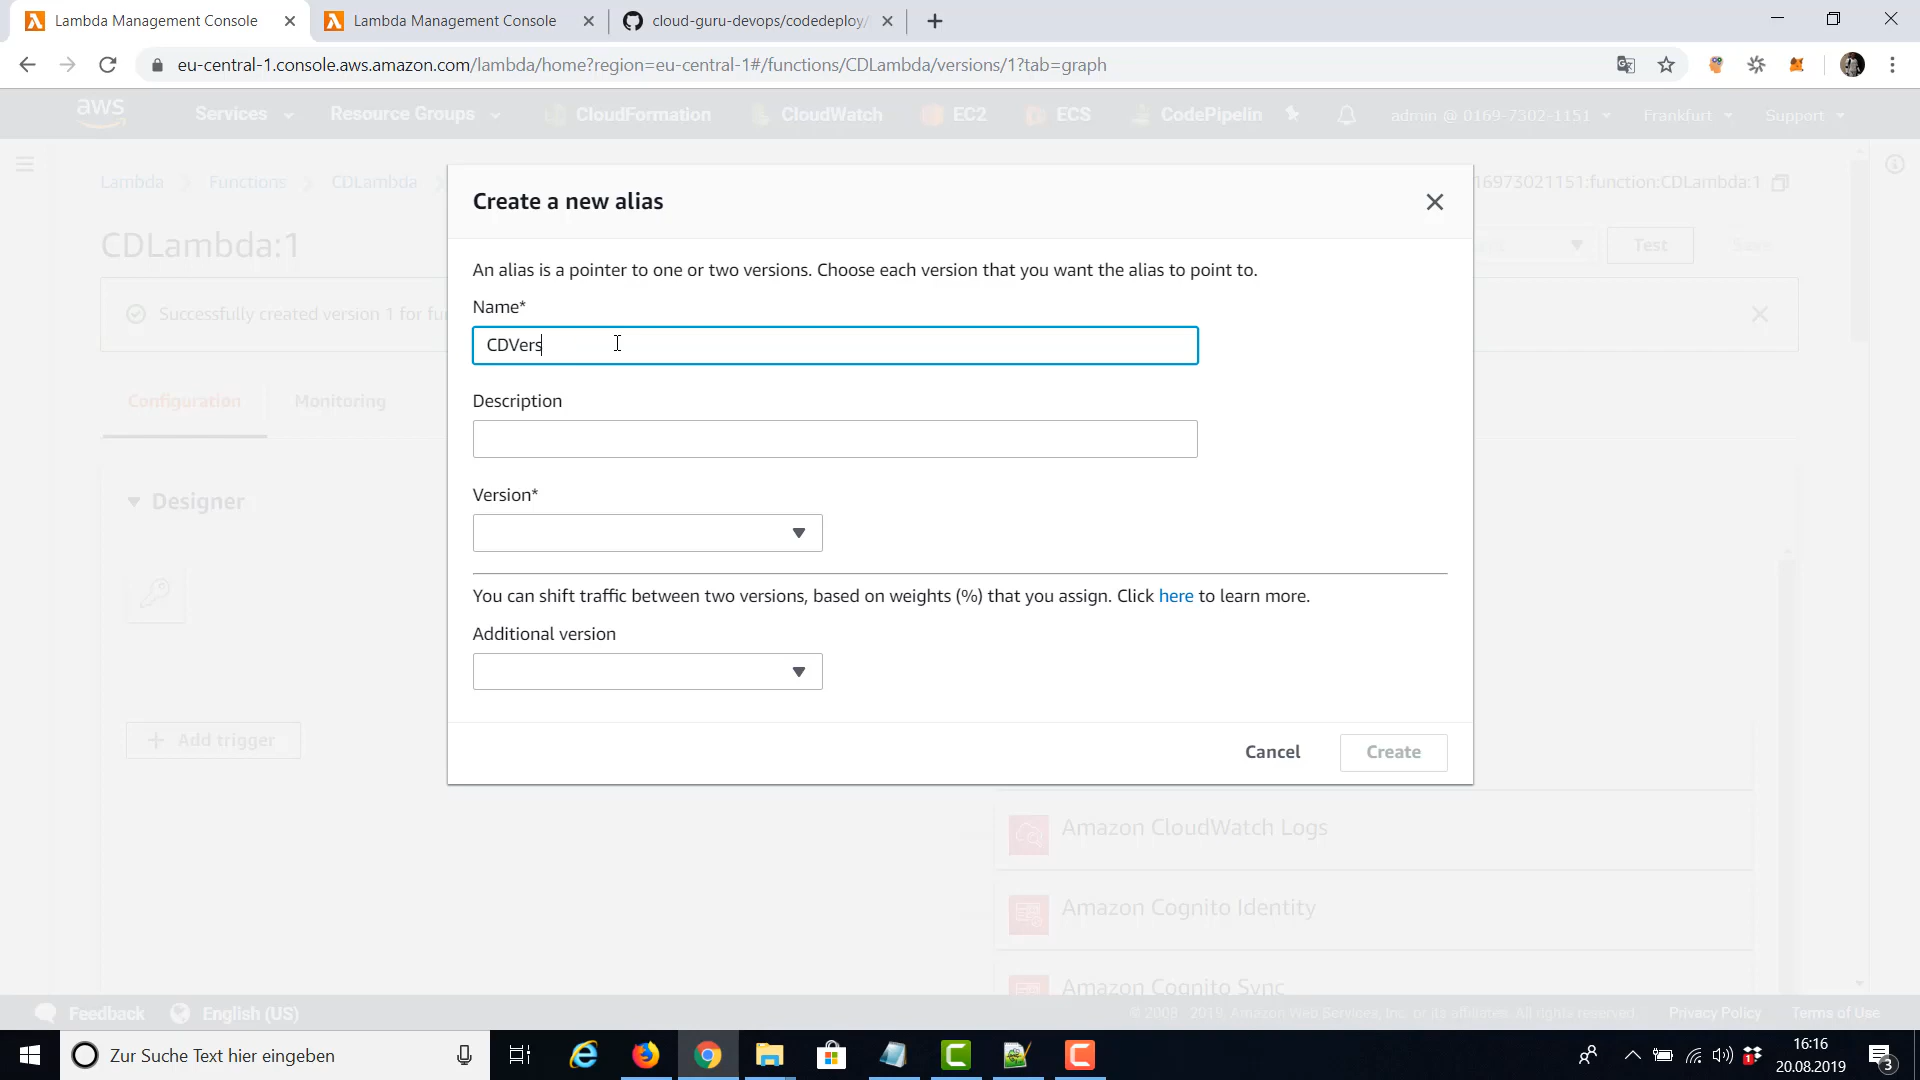 Lambda Management Console
Lambda Management Console
cloud-guru-devops/codedeploy/
eu-central-1.console.aws.amazon.com/lambda/home?region=eu-central-1#/functions/CDLambda/versions/1?tab=graph
aws
Services
Resource Groups
CloudFormation
CloudWatch
EC2
ECS
CodePipelin
admin @ 0169-7302-1151
Frankfurt
Support
Lambda
Functions
CDLambda
16973021151:function:CDLambda:1
CDLambda:1
Test
Save
Successfully created version 1 for fu
Configuration
Monitoring
Designer
Add trigger
Create a new alias
An alias is a pointer to one or two versions. Choose each version that you want the alias to point to.
Name*
CDVers
Description
Version*
You can shift traffic between two versions, based on weights (%) that you assign. Click here to learn more.
Additional version
Cancel
Create
Amazon CloudWatch Logs
Amazon Cognito Identity
Amazon Cognito Sync
Feedback
English (US)
© 2008 - 2019, Amazon Web Services, Inc. or its affiliates. All rights reserved.
Privacy Policy
Terms of Use
Zur Suche Text hier eingeben
16:16
20.08.2019
3